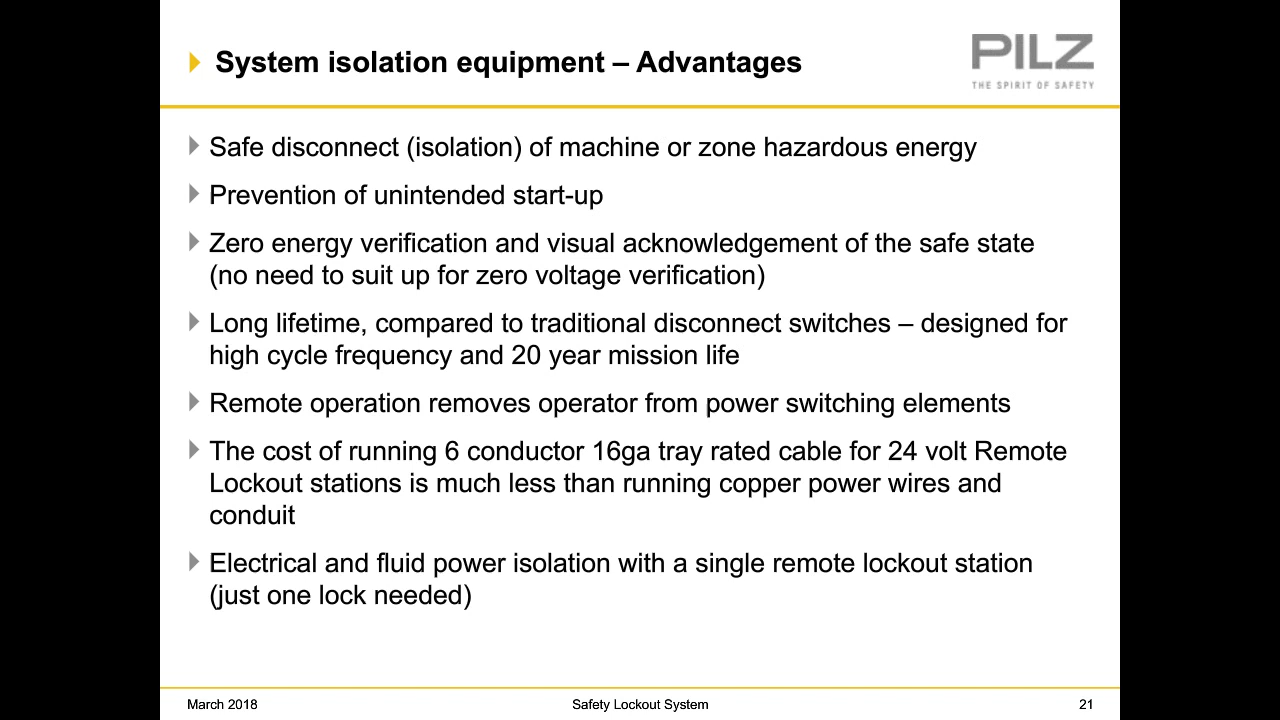 System isolation equipment – Advantages
PILZ
THE SPIRIT OF SAFETY
Safe disconnect (isolation) of machine or zone hazardous energy
Prevention of unintended start-up
Zero energy verification and visual acknowledgement of the safe state
(no need to suit up for zero voltage verification)
Long lifetime, compared to traditional disconnect switches – designed for
high cycle frequency and 20 year mission life
Remote operation removes operator from power switching elements
The cost of running 6 conductor 16ga tray rated cable for 24 volt Remote
Lockout stations is much less than running copper power wires and
conduit
Electrical and fluid power isolation with a single remote lockout station
(just one lock needed)
March 2018
Safety Lockout System
21